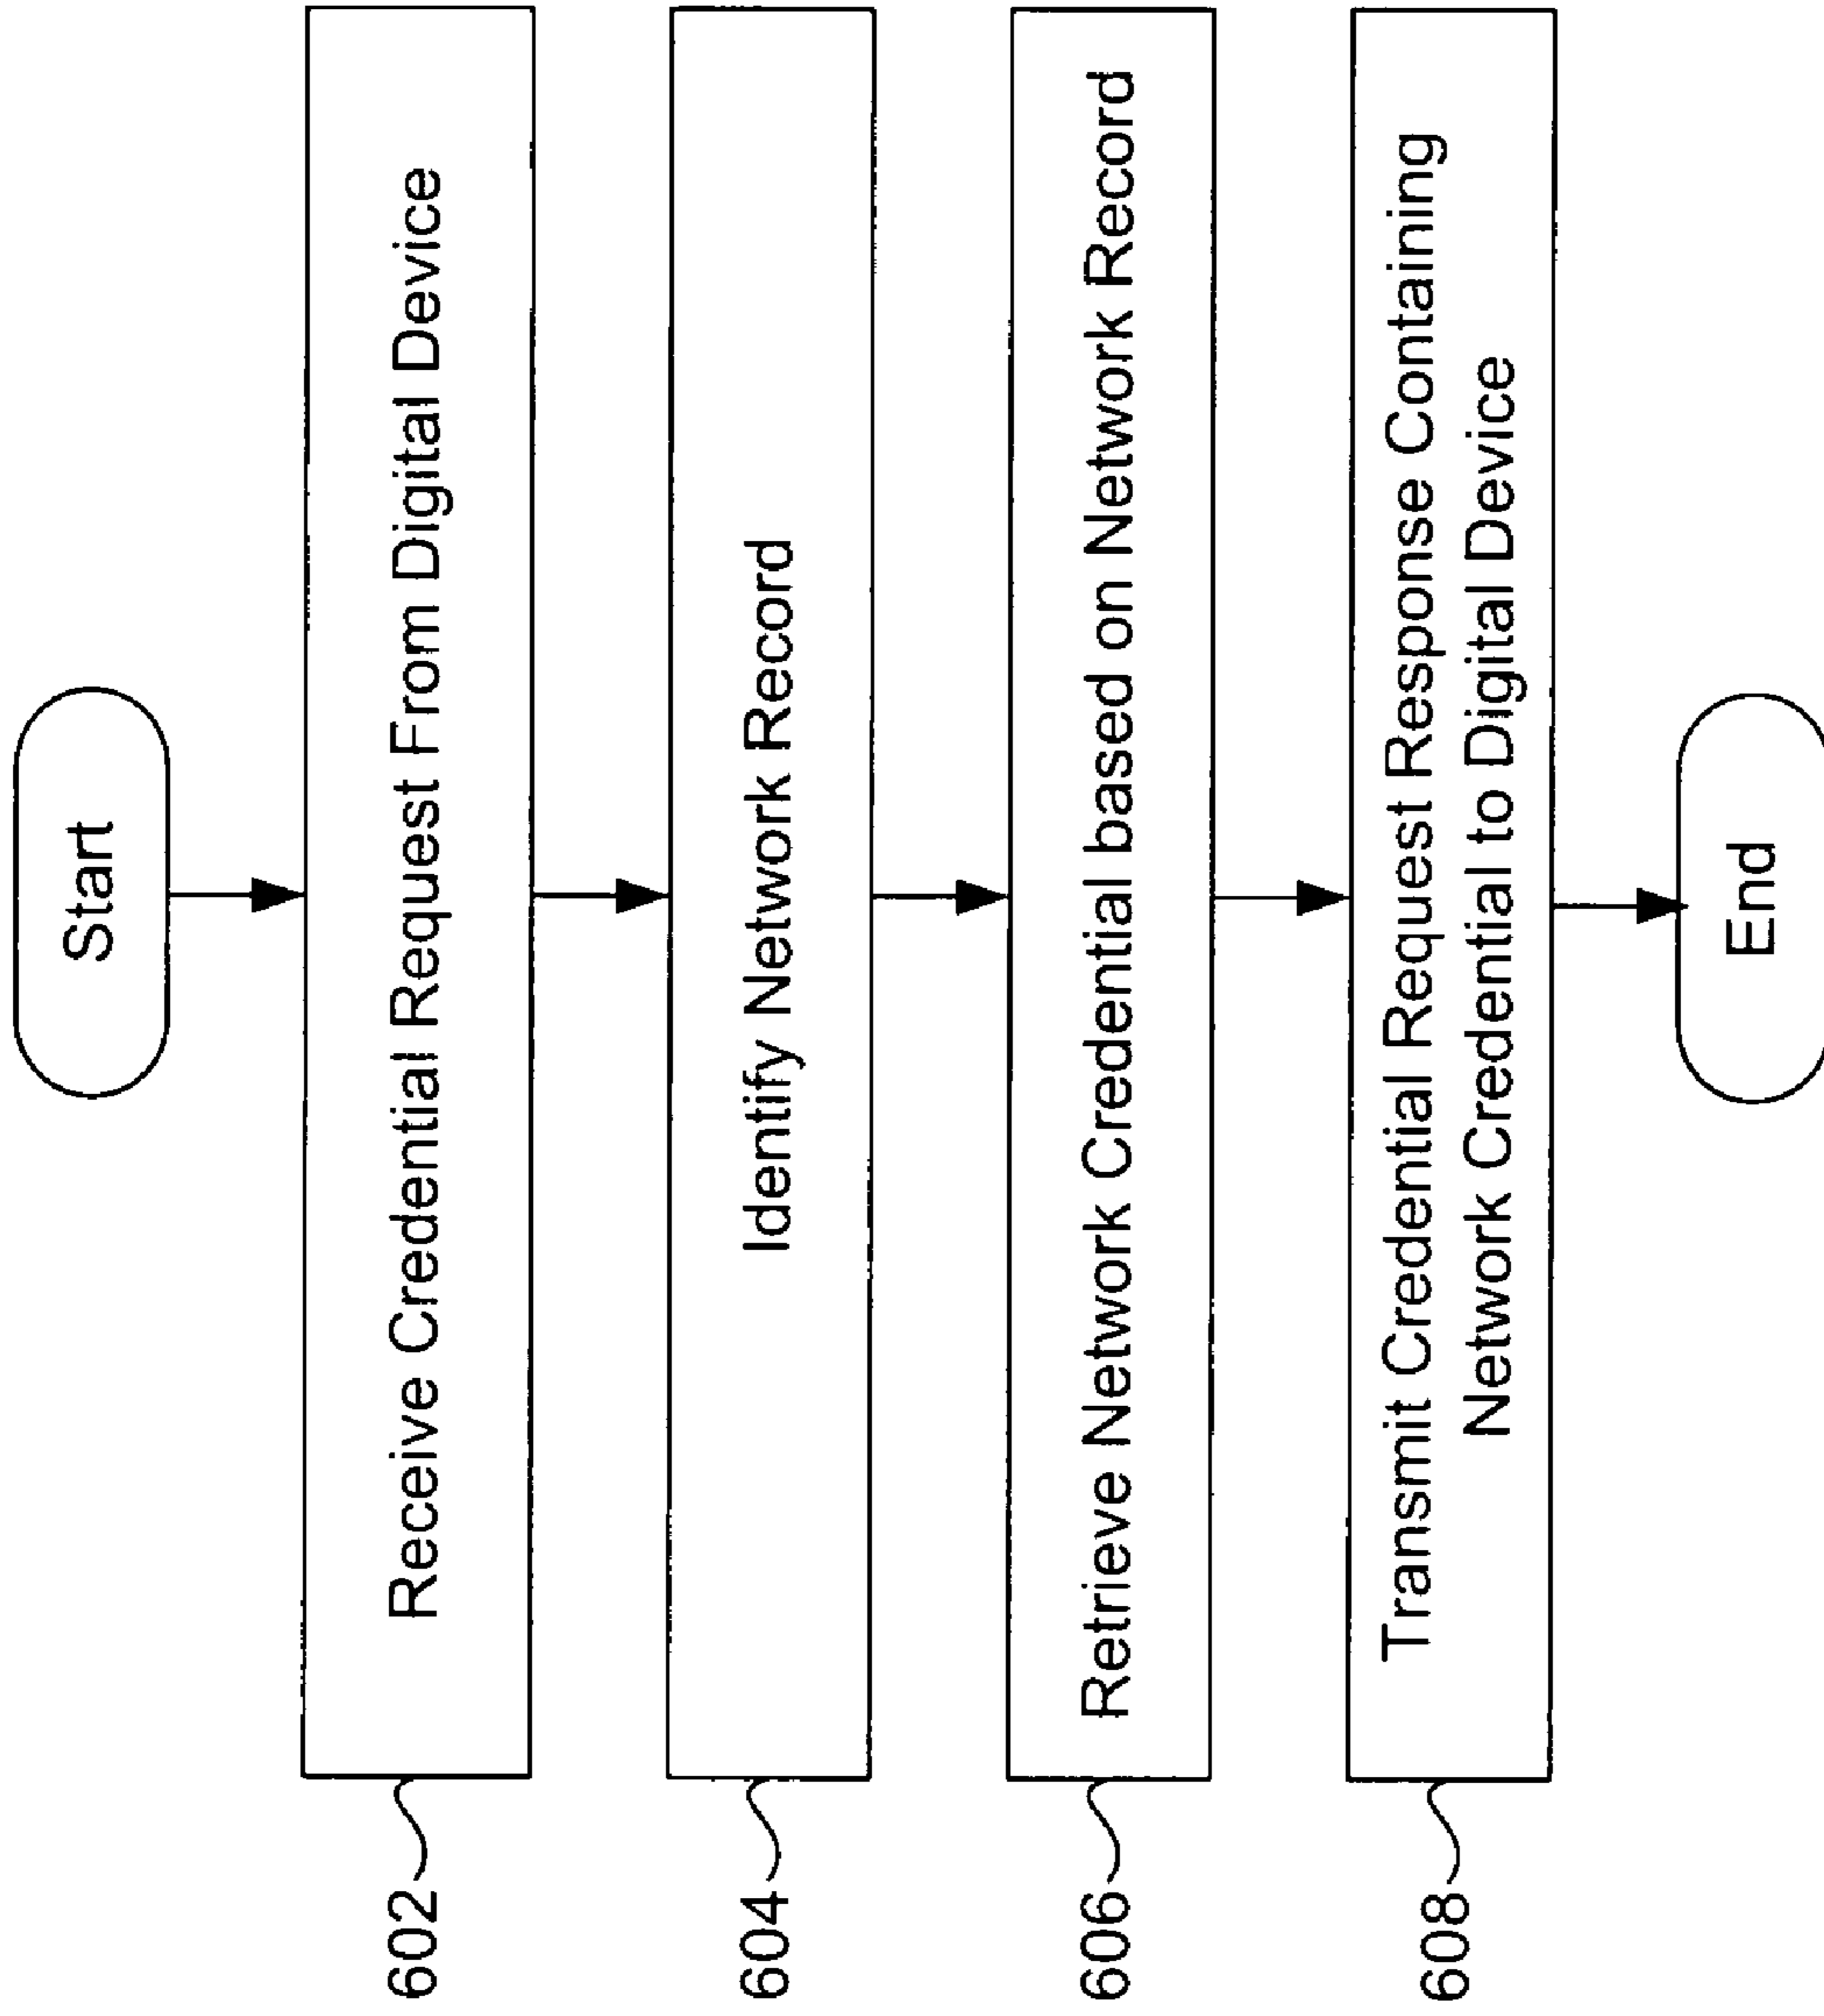 Start
602
Receive Credential Request From Digital Device
604
Identify Network Record
606
Retrieve Network Credential based on Network Record
608
Transmit Credential Request Response Containing
Network Credential to Digital Device
End